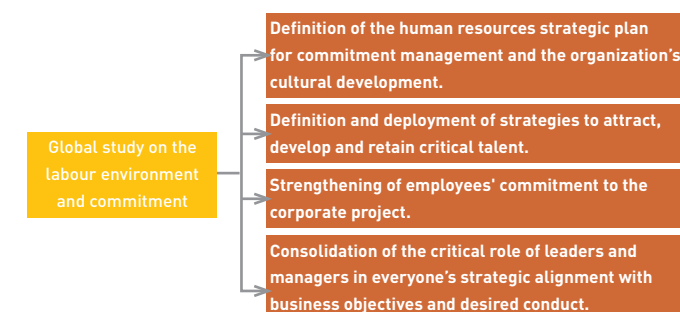 Global study on the
labour environment
and commitment
Definition of the human resources strategic plan
for commitment management and the organization's
cultural development.
Definition and deployment of strategies to attract,
develop and retain critical talent.
Strengthening of employees' commitment to the
corporate project.
Consolidation of the critical role of leaders and
managers in everyone’s strategic alignment with
business objectives and desired conduct.